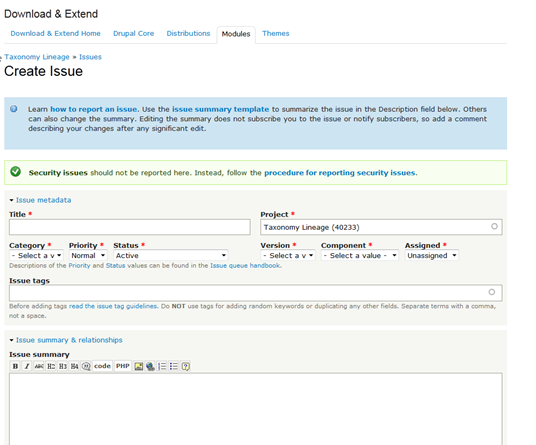 Download & Extend
Download & Extend Home Drupal Core Distributions Modules Themes
Taxonomy Lineage » Issues
Create Issue
Learn how to report an issue. Use the issue summary template to summarize the issue in the Description field below. Others
can also change the summary. Editing the summary does not subscribe you to the issue or notify subscribers, so add a comment
describing your changes after any significant edit.
Security issues should not be reported here. Instead, follow the procedure for reporting security issues.
Issue metadata
Title * Project *
Taxonomy Lineage (40233)
Category * Priority * Status * Version * Component * Assigned *
- Select a v Normal Active - Select a v - Select a value - Unassigned
Descriptions of the Priority and Status values can be found in the Issue queue handbook.
Issue tags
Before adding tags read the issue tag guidelines. Do NOT use tags for adding random keywords or duplicating any other fields. Separate terms with a comma,
not a space.
Issue summary & relationships
Issue summary
B I ABC H2 H3 H4 code PHP